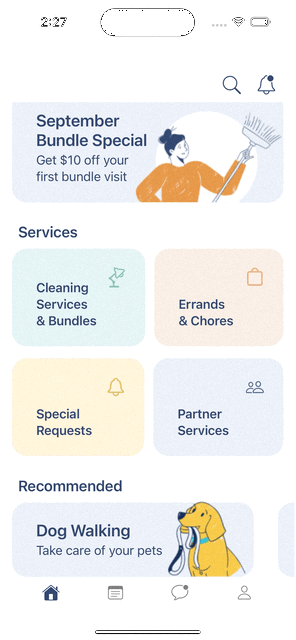 2:27
September
Bundle Special
Get $10 off your
first bundle visit
Services
Cleaning
Services
& Bundles
Errands
& Chores
Special
Requests
Partner
Services
Recommended
Dog Walking
Take care of your pets